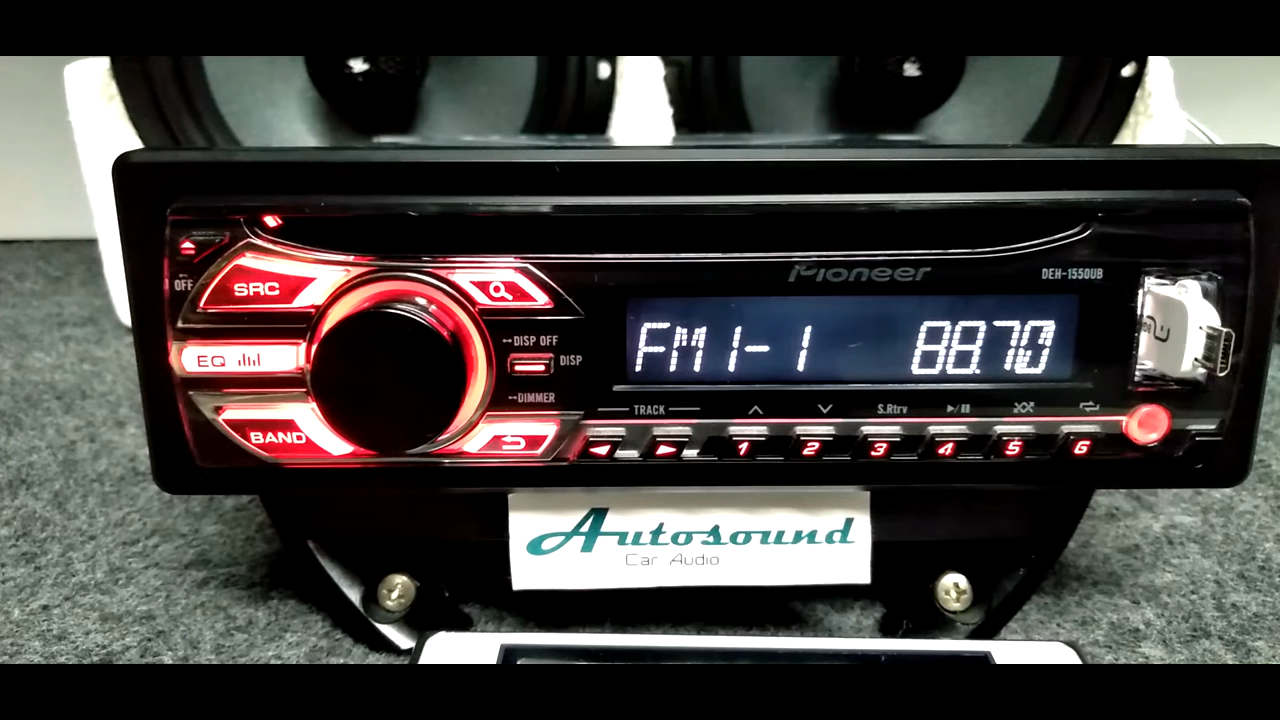 Pioneer
DEH-1550UB
OFF
SRC
EQ
BAND
DISP OFF
DISP
DIMMER
FM1-1 88.70
TRACK
S.Rtrv
1 2 3 4 5 6
Autosound
Car Audio